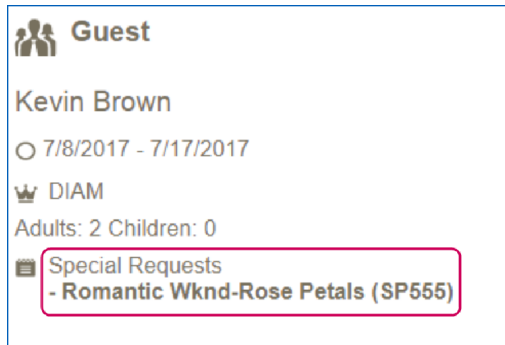 Guest
Kevin Brown
7/8/2017 - 7/17/2017
DIAM
Adults: 2 Children: 0
Special Requests
- Romantic Wknd-Rose Petals (SP555)